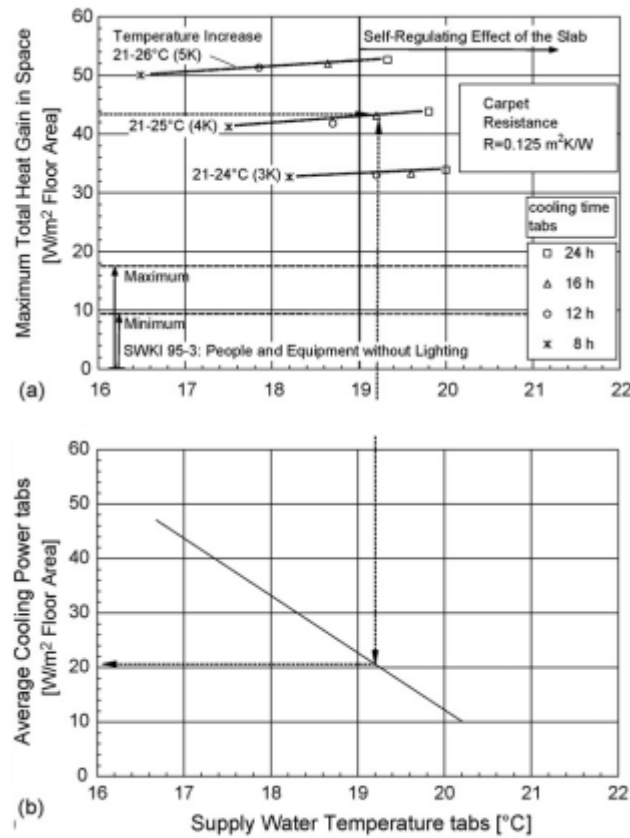 60
50
40
30
20
10
0
Maximum Total Heat Gain in Space
[W/m² Floor Area]
Temperature Increase
21-26°C (5K)
Self-Regulating Effect of the Slab
21-25°C (4K)
Carpet
Resistance
R=0.125 m²K/W
21-24°C (3K)
cooling time
tabs
24 h
16 h
12 h
8 h
Maximum
Minimum
SWKI 95-3: People and Equipment without Lighting
16 17 18 19 20 21 22
(a)
60
50
40
30
20
10
0
Average Cooling Power tabs
[W/m² Floor Area]
16 17 18 19 20 21 22
(b)
Supply Water Temperature tabs [°C]